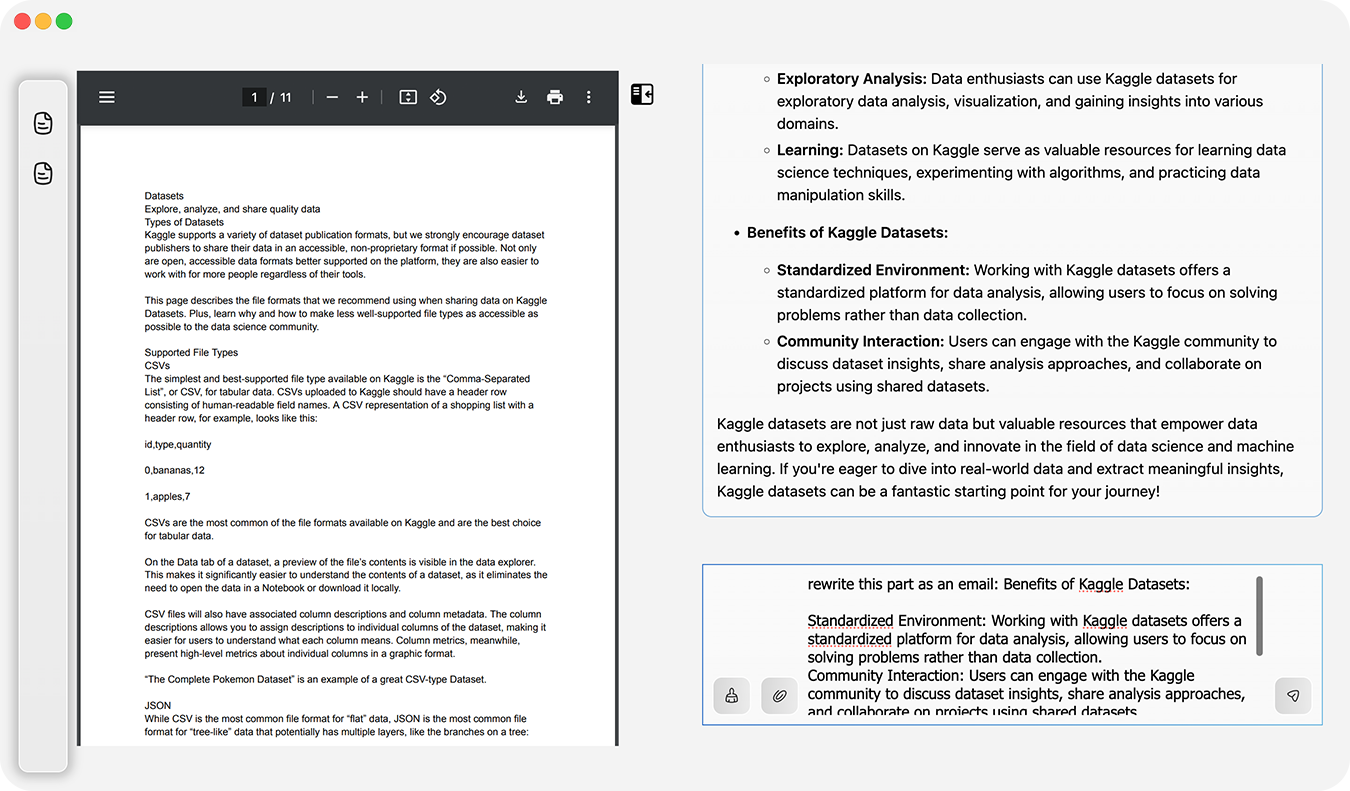 1 / 11
Datasets
Explore, analyze, and share quality data
Types of Datasets
Kaggle supports a variety of dataset publication formats, but we strongly encourage dataset
publishers to share their data in an accessible, non-proprietary format if possible. Not only
are open, accessible data formats better supported on the platform, they are also easier to
work with for more people regardless of their tools.
This page describes the file formats that we recommend using when sharing data on Kaggle
Datasets. Plus, learn why and how to make less well-supported file types as accessible as
possible to the data science community.
Supported File Types
CSVs
The simplest and best-supported file type available on Kaggle is the “Comma-Separated
List”, or CSV, for tabular data. CSVs uploaded to Kaggle should have a header row
consisting of human-readable field names. A CSV representation of a shopping list with a
header row, for example, looks like this:
id,type,quantity
0,bananas,12
1,apples,7
CSVs are the most common of the file formats available on Kaggle and are the best choice
for tabular data.
On the Data tab of a dataset, a preview of the file’s contents is visible in the data explorer.
This makes it significantly easier to understand the contents of a dataset, as it eliminates the
need to open the data in a Notebook or download it locally.
CSV files will also have associated column descriptions and column metadata. The column
descriptions allows you to assign descriptions to individual columns of the dataset, making it
easier for users to understand what each column means. Column metrics, meanwhile,
present high-level metrics about individual columns in a graphic format.
“The Complete Pokemon Dataset” is an example of a great CSV-type Dataset.
JSON
While CSV is the most common file format for “flat” data, JSON is the most common file
format for “tree-like” data that potentially has multiple layers, like the branches on a tree:
Exploratory Analysis: Data enthusiasts can use Kaggle datasets for
exploratory data analysis, visualization, and gaining insights into various
domains.
Learning: Datasets on Kaggle serve as valuable resources for learning data
science techniques, experimenting with algorithms, and practicing data
manipulation skills.
Benefits of Kaggle Datasets:
Standardized Environment: Working with Kaggle datasets offers a
standardized platform for data analysis, allowing users to focus on solving
problems rather than data collection.
Community Interaction: Users can engage with the Kaggle community to
discuss dataset insights, share analysis approaches, and collaborate on
projects using shared datasets.
Kaggle datasets are not just raw data but valuable resources that empower data
enthusiasts to explore, analyze, and innovate in the field of data science and machine
learning. If you're eager to dive into real-world data and extract meaningful insights,
Kaggle datasets can be a fantastic starting point for your journey!
rewrite this part as an email: Benefits of Kaggle Datasets:
Standardized Environment: Working with Kaggle datasets offers a
standardized platform for data analysis, allowing users to focus on
solving problems rather than data collection.
Community Interaction: Users can engage with the Kaggle
community to discuss dataset insights, share analysis approaches,
and collaborate on projects using shared datasets